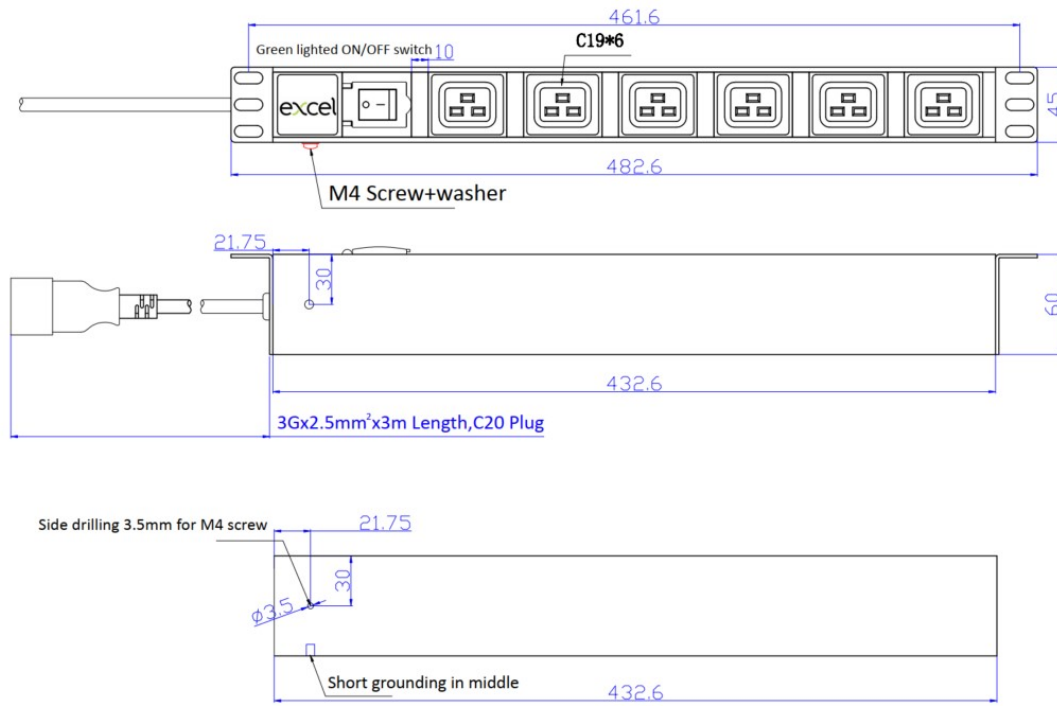 461.6
Green lighted ON/OFF switch
10
C19*6
excel
45
482.6
M4 Screw+washer
21.75
30
60
432.6
3Gx2.5mm²x3m Length,C20 Plug
Side drilling 3.5mm for M4 screw
21.75
30
ø3.5
Short grounding in middle
432.6